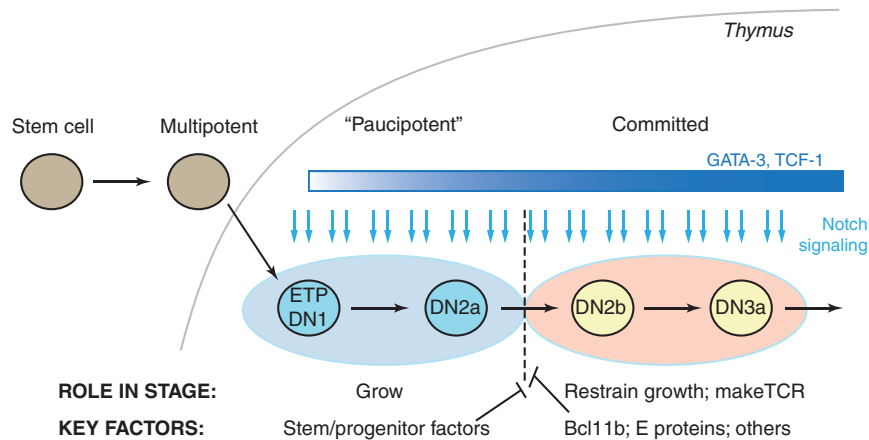 Thymus
Stem cell
Multipotent
"Paucipotent"
Committed
GATA-3, TCF-1
Notch
signaling
ETP
DN1
DN2a
DN2b
DN3a
ROLE IN STAGE:
Grow
Restrain growth; makeTCR
KEY FACTORS:
Stem/progenitor factors
Bcl11b; E proteins; others